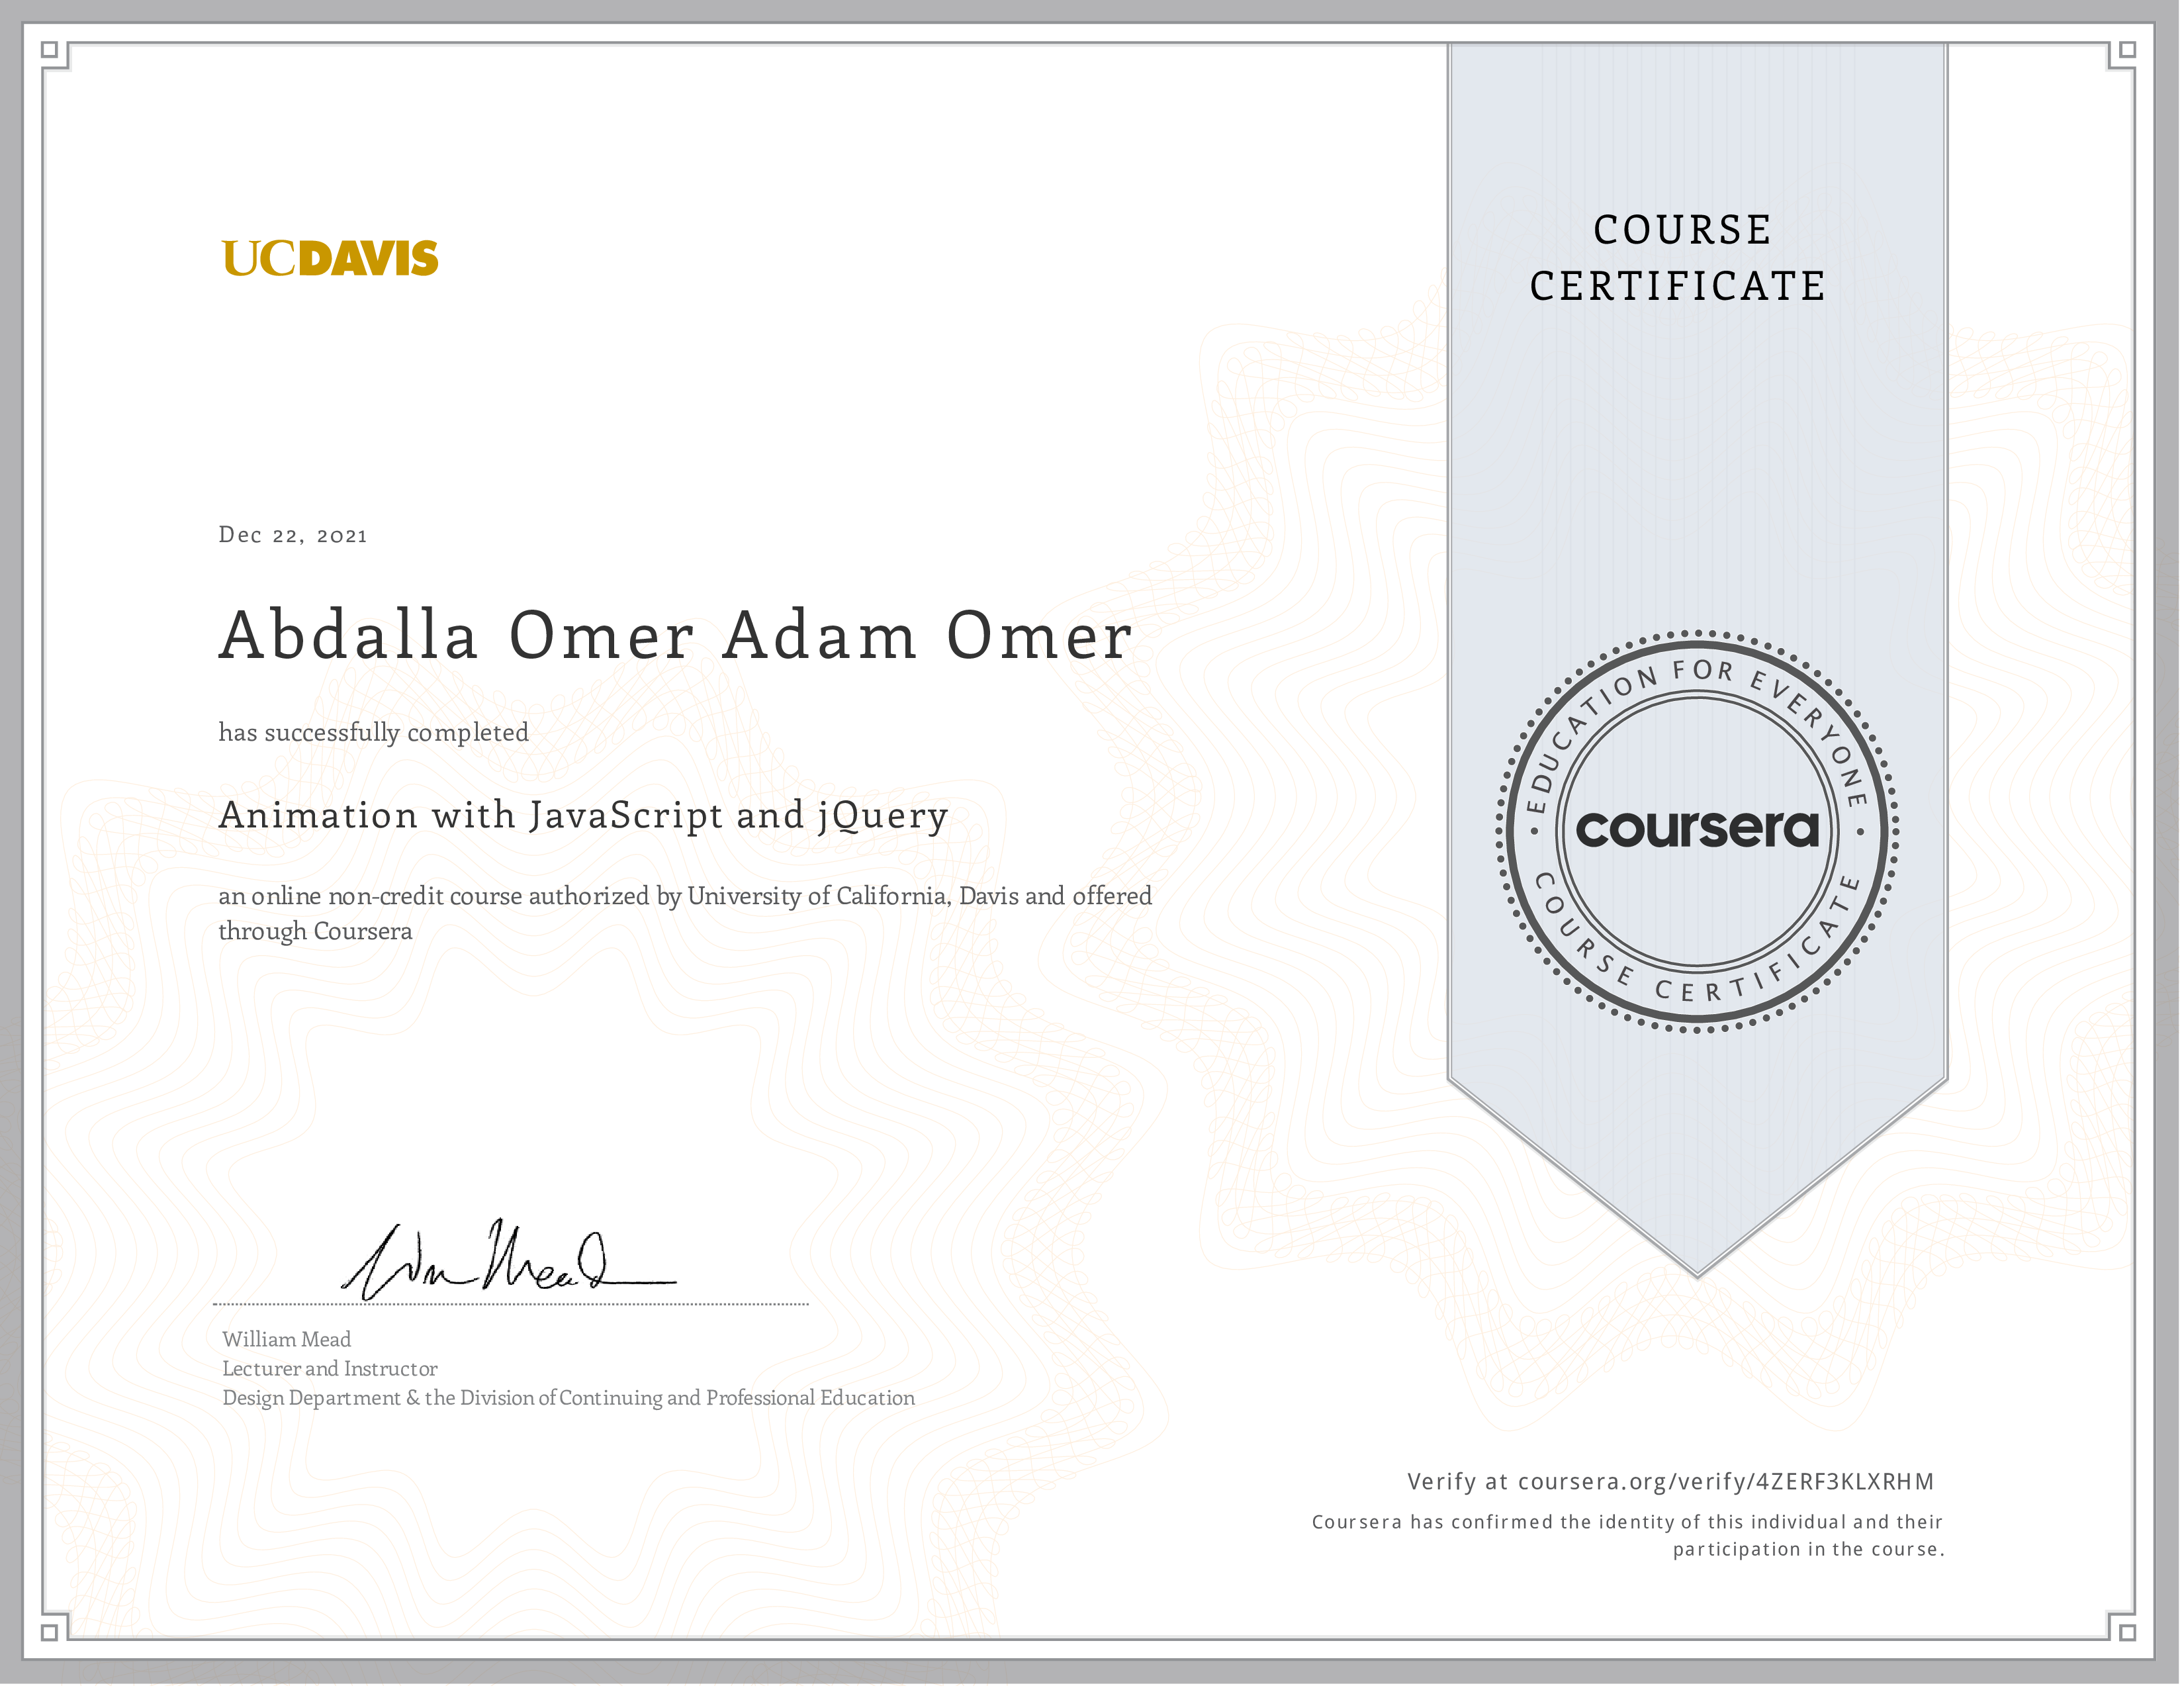 UCDAVIS
COURSE
CERTIFICATE
Dec 22, 2021
Abdalla Omer Adam Omer
has successfully completed
Animation with JavaScript and jQuery
an online non-credit course authorized by University of California, Davis and offered
through Coursera
EDUCATION FOR EVERYONE
coursera
COURSE CERTIFICATE
William Mead
Lecturer and Instructor
Design Department & the Division of Continuing and Professional Education
Verify at coursera.org/verify/4ZERF3KLXRHM
Coursera has confirmed the identity of this individual and their
participation in the course.